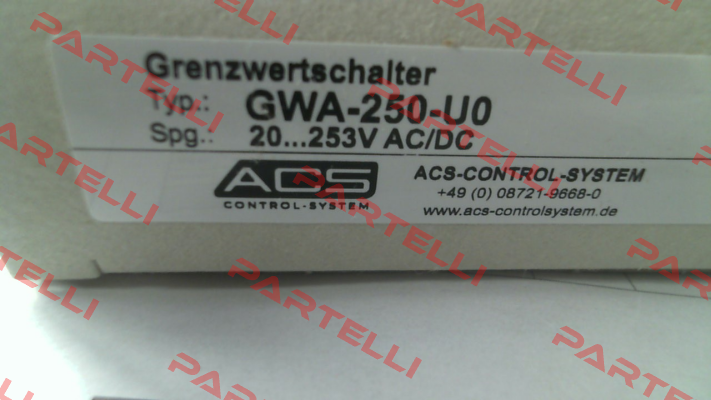 Grenzwertschalter
Typ.: GWA-250-U0
Spg.: 20...253V AC/DC
ACS
CONTROL-SYSTEM
ACS-CONTROL-SYSTEM
+49 (0) 08721-9668-0
www.acs-controlsystem.de
PARTELLI
PARTELLI
PARTELLI
PARTELLI
PARTELLI
PARTELLI
PARTELLI
PARTELLI
PARTELLI